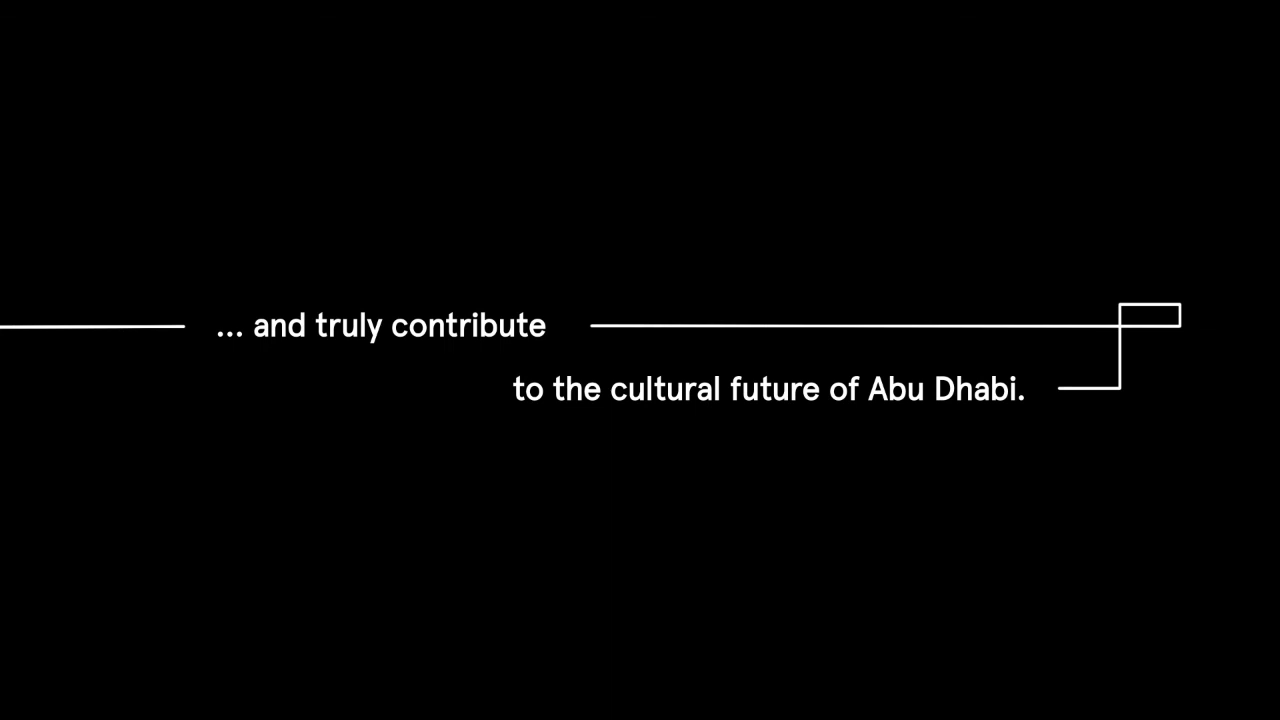 ... and truly contribute
to the cultural future of Abu Dhabi.